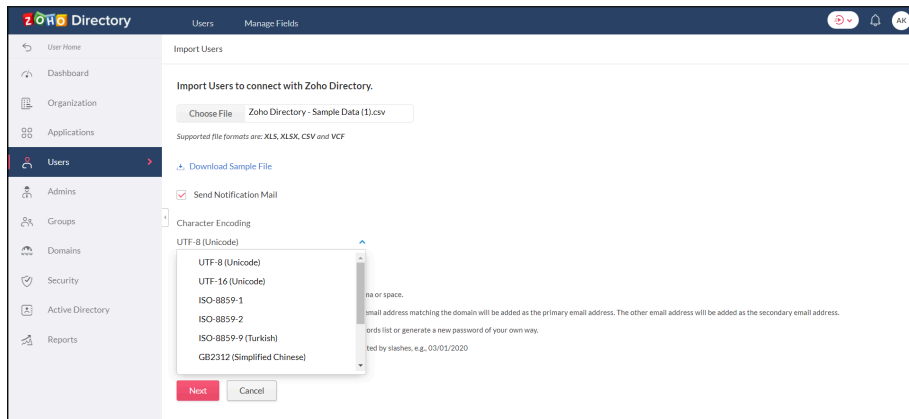 ZOHO Directory
Users
Manage Fields
AK
User Home
Import Users
Dashboard
Organization
Applications
Users
Admins
Groups
Domains
Security
Active Directory
Reports
Import Users to connect with Zoho Directory.
Choose File
Zoho Directory - Sample Data (1).csv
Supported file formats are: XLS, XLSX, CSV and VCF
Download Sample File
Send Notification Mail
Character Encoding
UTF-8 (Unicode)
UTF-8 (Unicode)
UTF-16 (Unicode)
ISO-8859-1
ISO-8859-2
ISO-8859-9 (Turkish)
GB2312 (Simplified Chinese)
or space.
email address matching the domain will be added as the primary email address. The other email address will be added as the secondary email address.
list or generate a new password of your own way.
by slashes, e.g., 03/01/2020
Next
Cancel